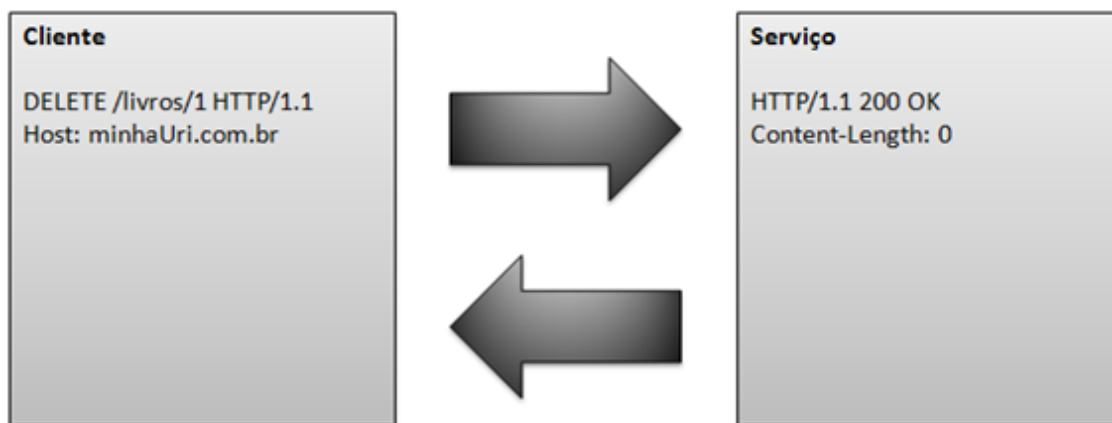 Cliente
DELETE /livros/1 HTTP/1.1
Host: minhaUri.com.br
Serviço
HTTP/1.1 200 OK
Content-Length: 0